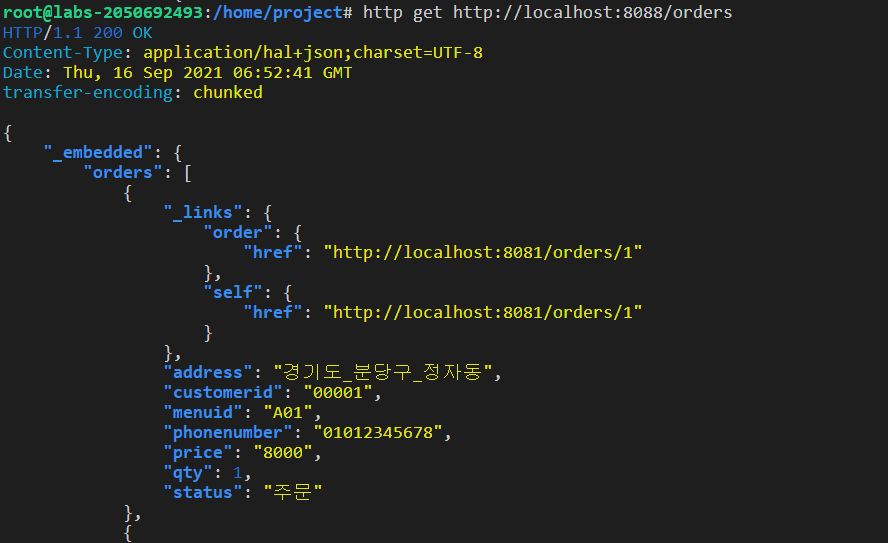 root@labs-2050692493:/home/project# http get http://localhost:8088/orders
HTTP/1.1 200 OK
Content-Type: application/hal+json;charset=UTF-8
Date: Thu, 16 Sep 2021 06:52:41 GMT
transfer-encoding: chunked
{
"_embedded": {
"orders": [
{
"_links": {
"order": {
"href": "http://localhost:8081/orders/1"
},
"self": {
"href": "http://localhost:8081/orders/1"
}
},
"address": "경기도_분당구_정자동",
"customerid": "00001",
"menuid": "A01",
"phonenumber": "01012345678",
"price": "8000",
"qty": 1,
"status": "주문"
},
{